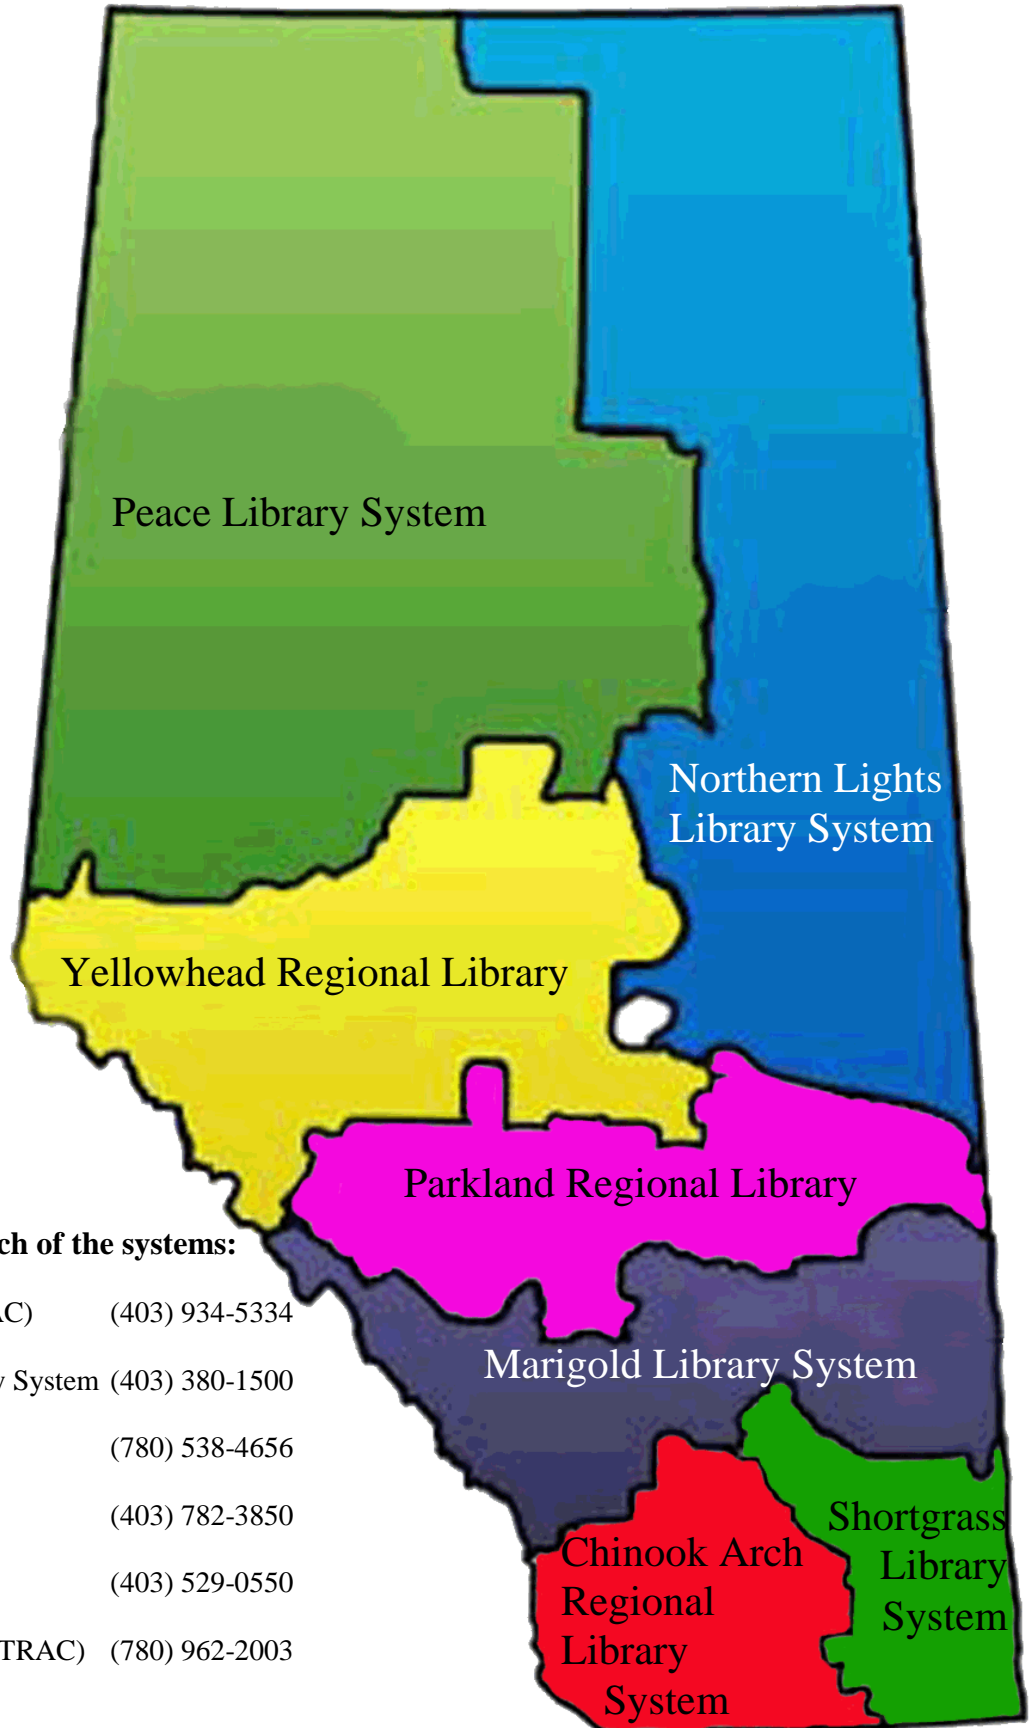 Peace Library System
Northern Lights
Library System
Yellowhead Regional Library
Parkland Regional Library
ch of the systems:
AC) (403) 934-5334
Marigold Library System
y System (403) 380-1500
(780) 538-4656
(403) 782-3850
Shortgrass
Library
System
Chinook Arch
Regional
Library
System
(403) 529-0550
TRAC) (780) 962-2003